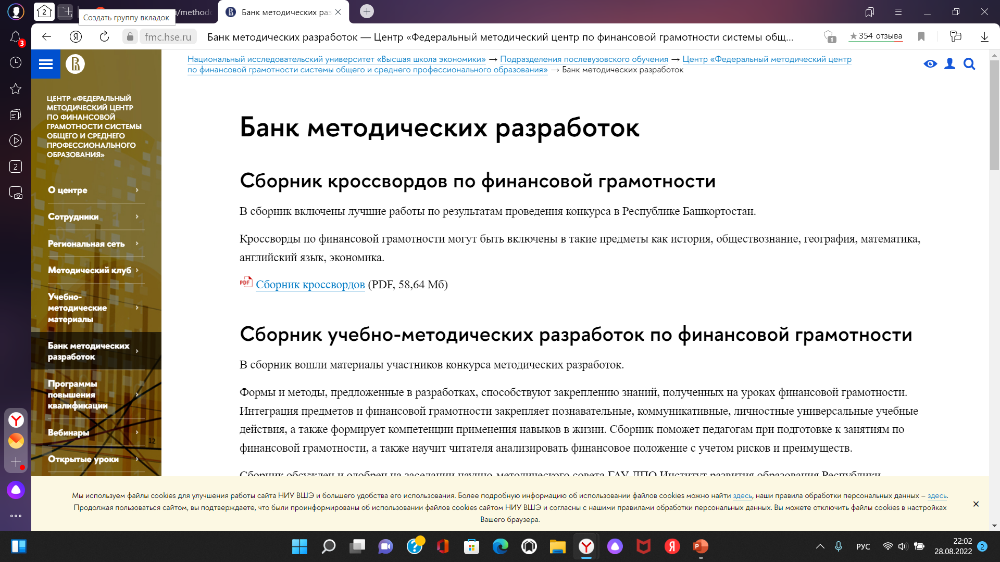 2
Создать группу вкладок
Банк методических раз
3
fmc.hse.ru
Банк методических разработок — Центр «Федеральный методический центр по финансовой грамотности системы общ...
1
★354 отзыва
Национальный исследовательский университет «Высшая школа экономики» → Подразделения послевузовского обучения → Центр «Федеральный методический центр
по финансовой грамотности системы общего и среднего профессионального образования» → Банк методических разработок
ЦЕНТР «ФЕДЕРАЛЬНЫЙ
МЕТОДИЧЕСКИЙ ЦЕНТР
ПО ФИНАНСОВОЙ
ГРАМОТНОСТИ СИСТЕМЫ
ОБЩЕГО И СРЕДНЕГО
ПРОФЕССИОНАЛЬНОГО
ОБРАЗОВАНИЯ»
О центре
Сотрудники
Региональная сеть
Методический клуб
Учебно-
методические
материалы
Банк методических
разработок
Программы
повышения
квалификации
Вебинары
12
Открытые уроки
2
Банк методических разработок
Сборник кроссвордов по финансовой грамотности
В сборник включены лучшие работы по результатам проведения конкурса в Республике Башкортостан.
Кроссворды по финансовой грамотности могут быть включены в такие предметы как история, обществознание, география, математика,
английский язык, экономика.
PDF Сборник кроссвордов (PDF, 58,64 Мб)
Сборник учебно-методических разработок по финансовой грамотности
В сборник вошли материалы участников конкурса методических разработок.
Формы и методы, предложенные в разработках, способствуют закреплению знаний, полученных на уроках финансовой грамотности.
Интеграция предметов и финансовой грамотности закрепляет познавательные, коммуникативные, личностные универсальные учебные
действия, а также формирует компетенции применения навыков в жизни. Сборник поможет педагогам при подготовке к занятиям по
финансовой грамотности, а также научит читателя анализировать финансовое положение с учетом рисков и преимуществ.
Сборник обсужден и одобрен на заседании научно-методического совета ГАУ ДПО Институт развития образования Республики
Мы используем файлы cookies для улучшения работы сайта НИУ ВШЭ и большего удобства его использования. Более подробную информацию об использовании файлов cookies можно найти здесь, наши правила обработки персональных данных – здесь.
Продолжая пользоваться сайтом, вы подтверждаете, что были проинформированы об использовании файлов cookies сайтом НИУ ВШЭ и согласны с нашими правилами обработки персональных данных. Вы можете отключить файлы cookies в настройках
Вашего браузера.
РУС
22:02
28.08.2022
2